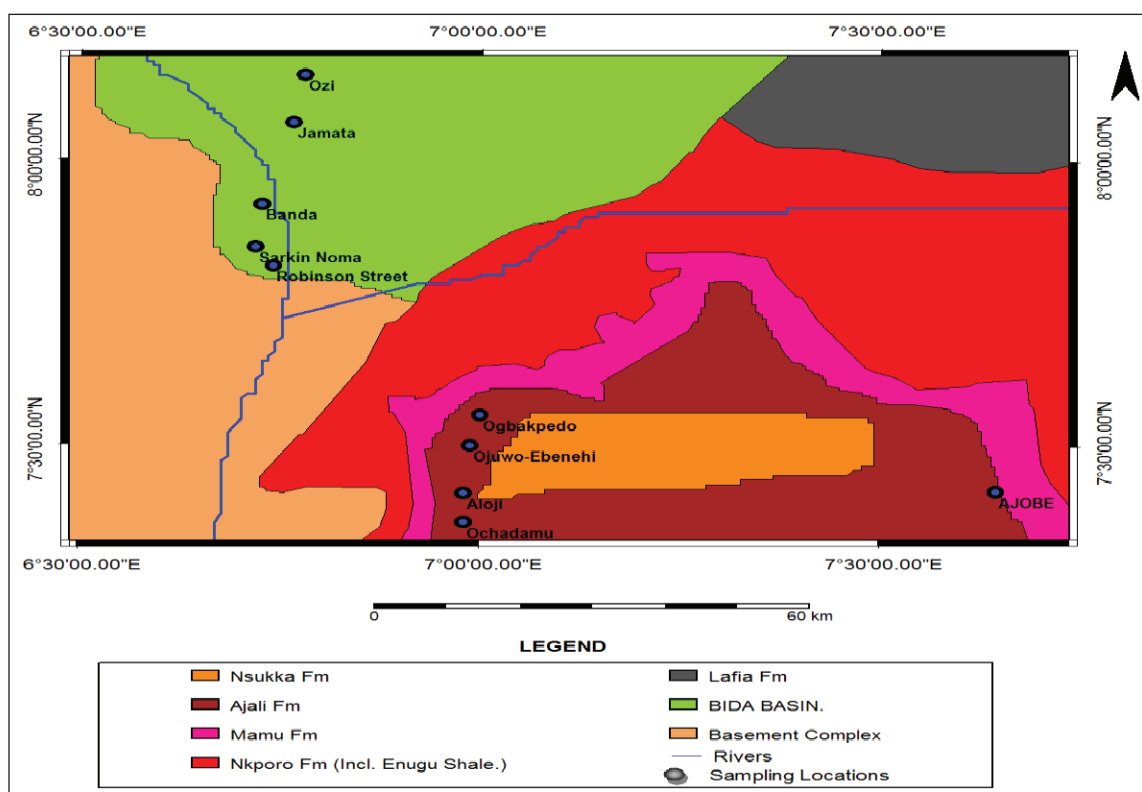 6°30'00.00"E 7°00'00.00"E 7°30'00.00"E
Ozi
Jamata
8°00'00.00"N 8°00'00.00"N
Banda
Sarkin Noma
Robinson Street
Ogbakpedo
7°30'00.00"N 7°30'00.00"N
Ojuwo-Ebenehi
Aloji AJOBE
Ochadamu
6°30'00.00"E 7°00'00.00"E 7°30'00.00"E
0 60 km
LEGEND
Nsukka Fm Lafia Fm
Ajali Fm BIDA BASIN.
Mamu Fm Basement Complex
Rivers
Nkporo Fm (Incl. Enugu Shale.) Sampling Locations